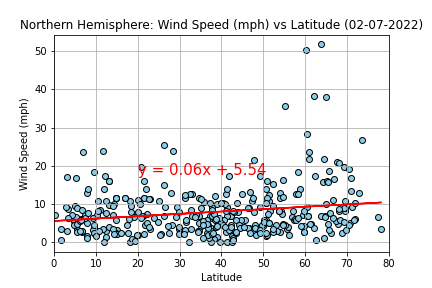 Northern Hemisphere: Wind Speed (mph) vs Latitude (02-07-2022)
50
40
30
20
10
0
Wind Speed (mph)
y = 0.06x + 5.54
0 10 20 30 40 50 60 70 80
Latitude